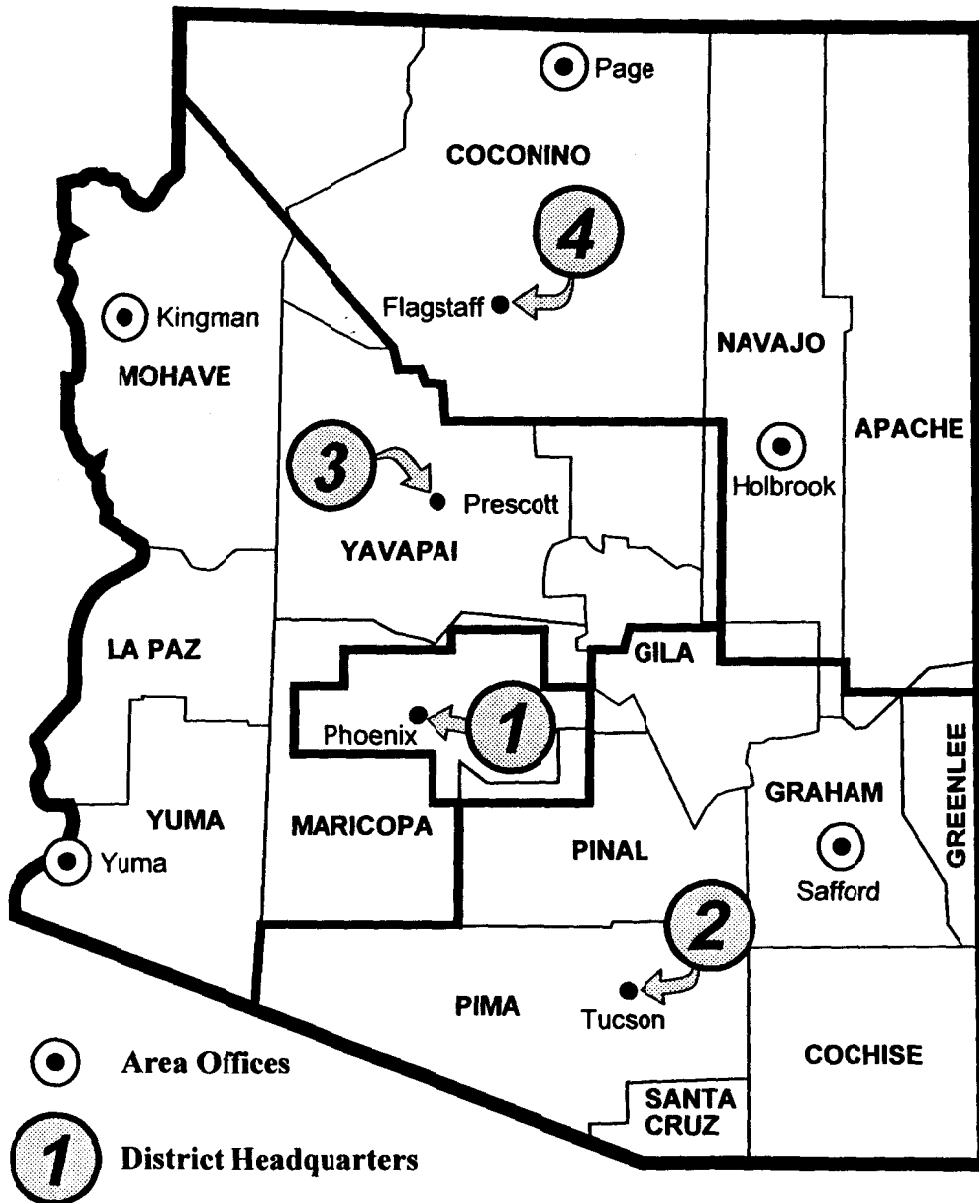 Page
COCONINO
4
Flagstaff
Kingman
MOHAVE
NAVAJO
APACHE
3
Prescott
Holbrook
YAVAPAI
LA PAZ
GILA
Phoenix
1
GREENLEE
GRAHAM
YUMA
MARICOPA
PINAL
Yuma
Safford
2
PIMA
Tucson
COCHISE
Area Offices
SANTA
CRUZ
1
District Headquarters